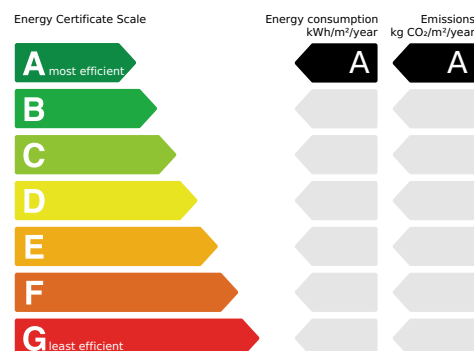 Energy Certificate Scale
Energy consumption
kWh/m²/year
Emissions
kg CO₂/m²/year
A most efficient
A
A
B
C
D
E
F
G least efficient